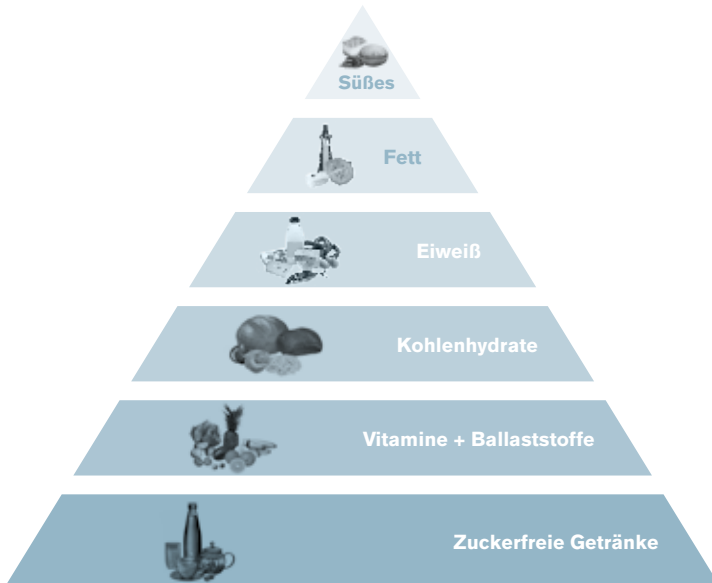 Süßes
Fett
Eiweiß
Kohlenhydrate
Vitamine + Ballaststoffe
Zuckerfreie Getränke